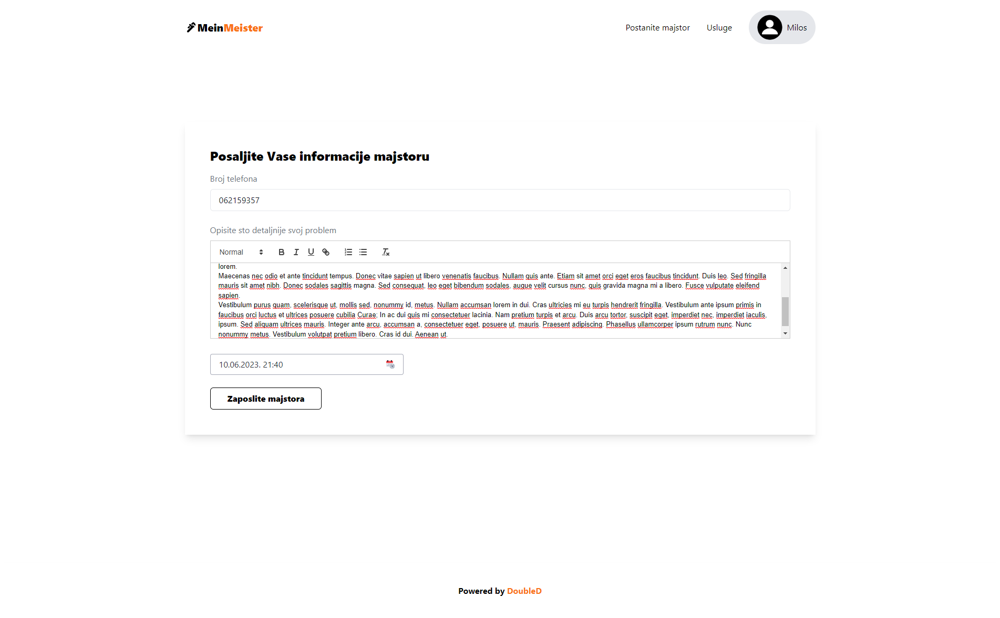 MeinMeister
Postanite majstor
Usluge
Milos
Posaljite Vase informacije majstoru
Broj telefona
062159357
Opisite sto detaljnije svoj problem
Normal
lorem.
Maecenas nec odio et ante tincidunt tempus. Donec vitae sapien ut libero venenatis faucibus. Nullam quis ante. Etiam sit amet orci eget eros faucibus tincidunt. Duis leo. Sed fringilla
mauris sit amet nibh. Donec sodales sagittis magna. Sed consequat, leo eget bibendum sodales, augue velit cursus nunc, quis gravida magna mi a libero. Fusce vulputate eleifend
sapien.
Vestibulum purus quam, scelerisque ut, mollis sed, nonummy id, metus. Nullam accumsan lorem in dui. Cras ultricies mi eu turpis hendrerit fringilla. Vestibulum ante ipsum primis in
faucibus orci luctus et ultrices posuere cubilia Curae; In ac dui quis mi consectetuer lacinia. Nam pretium turpis et arcu. Duis arcu tortor, suscipit eget, imperdiet nec, imperdiet iaculis,
ipsum. Sed aliquam ultrices mauris. Integer ante arcu, accumsan a, consectetuer eget, posuere ut, mauris. Praesent adipiscing. Phasellus ullamcorper ipsum rutrum nunc. Nunc
nonummy metus. Vestibulum volutpat pretium libero. Cras id dui. Aenean ut.
10.06.2023. 21:40
Zaposlite majstora
Powered by DoubleD